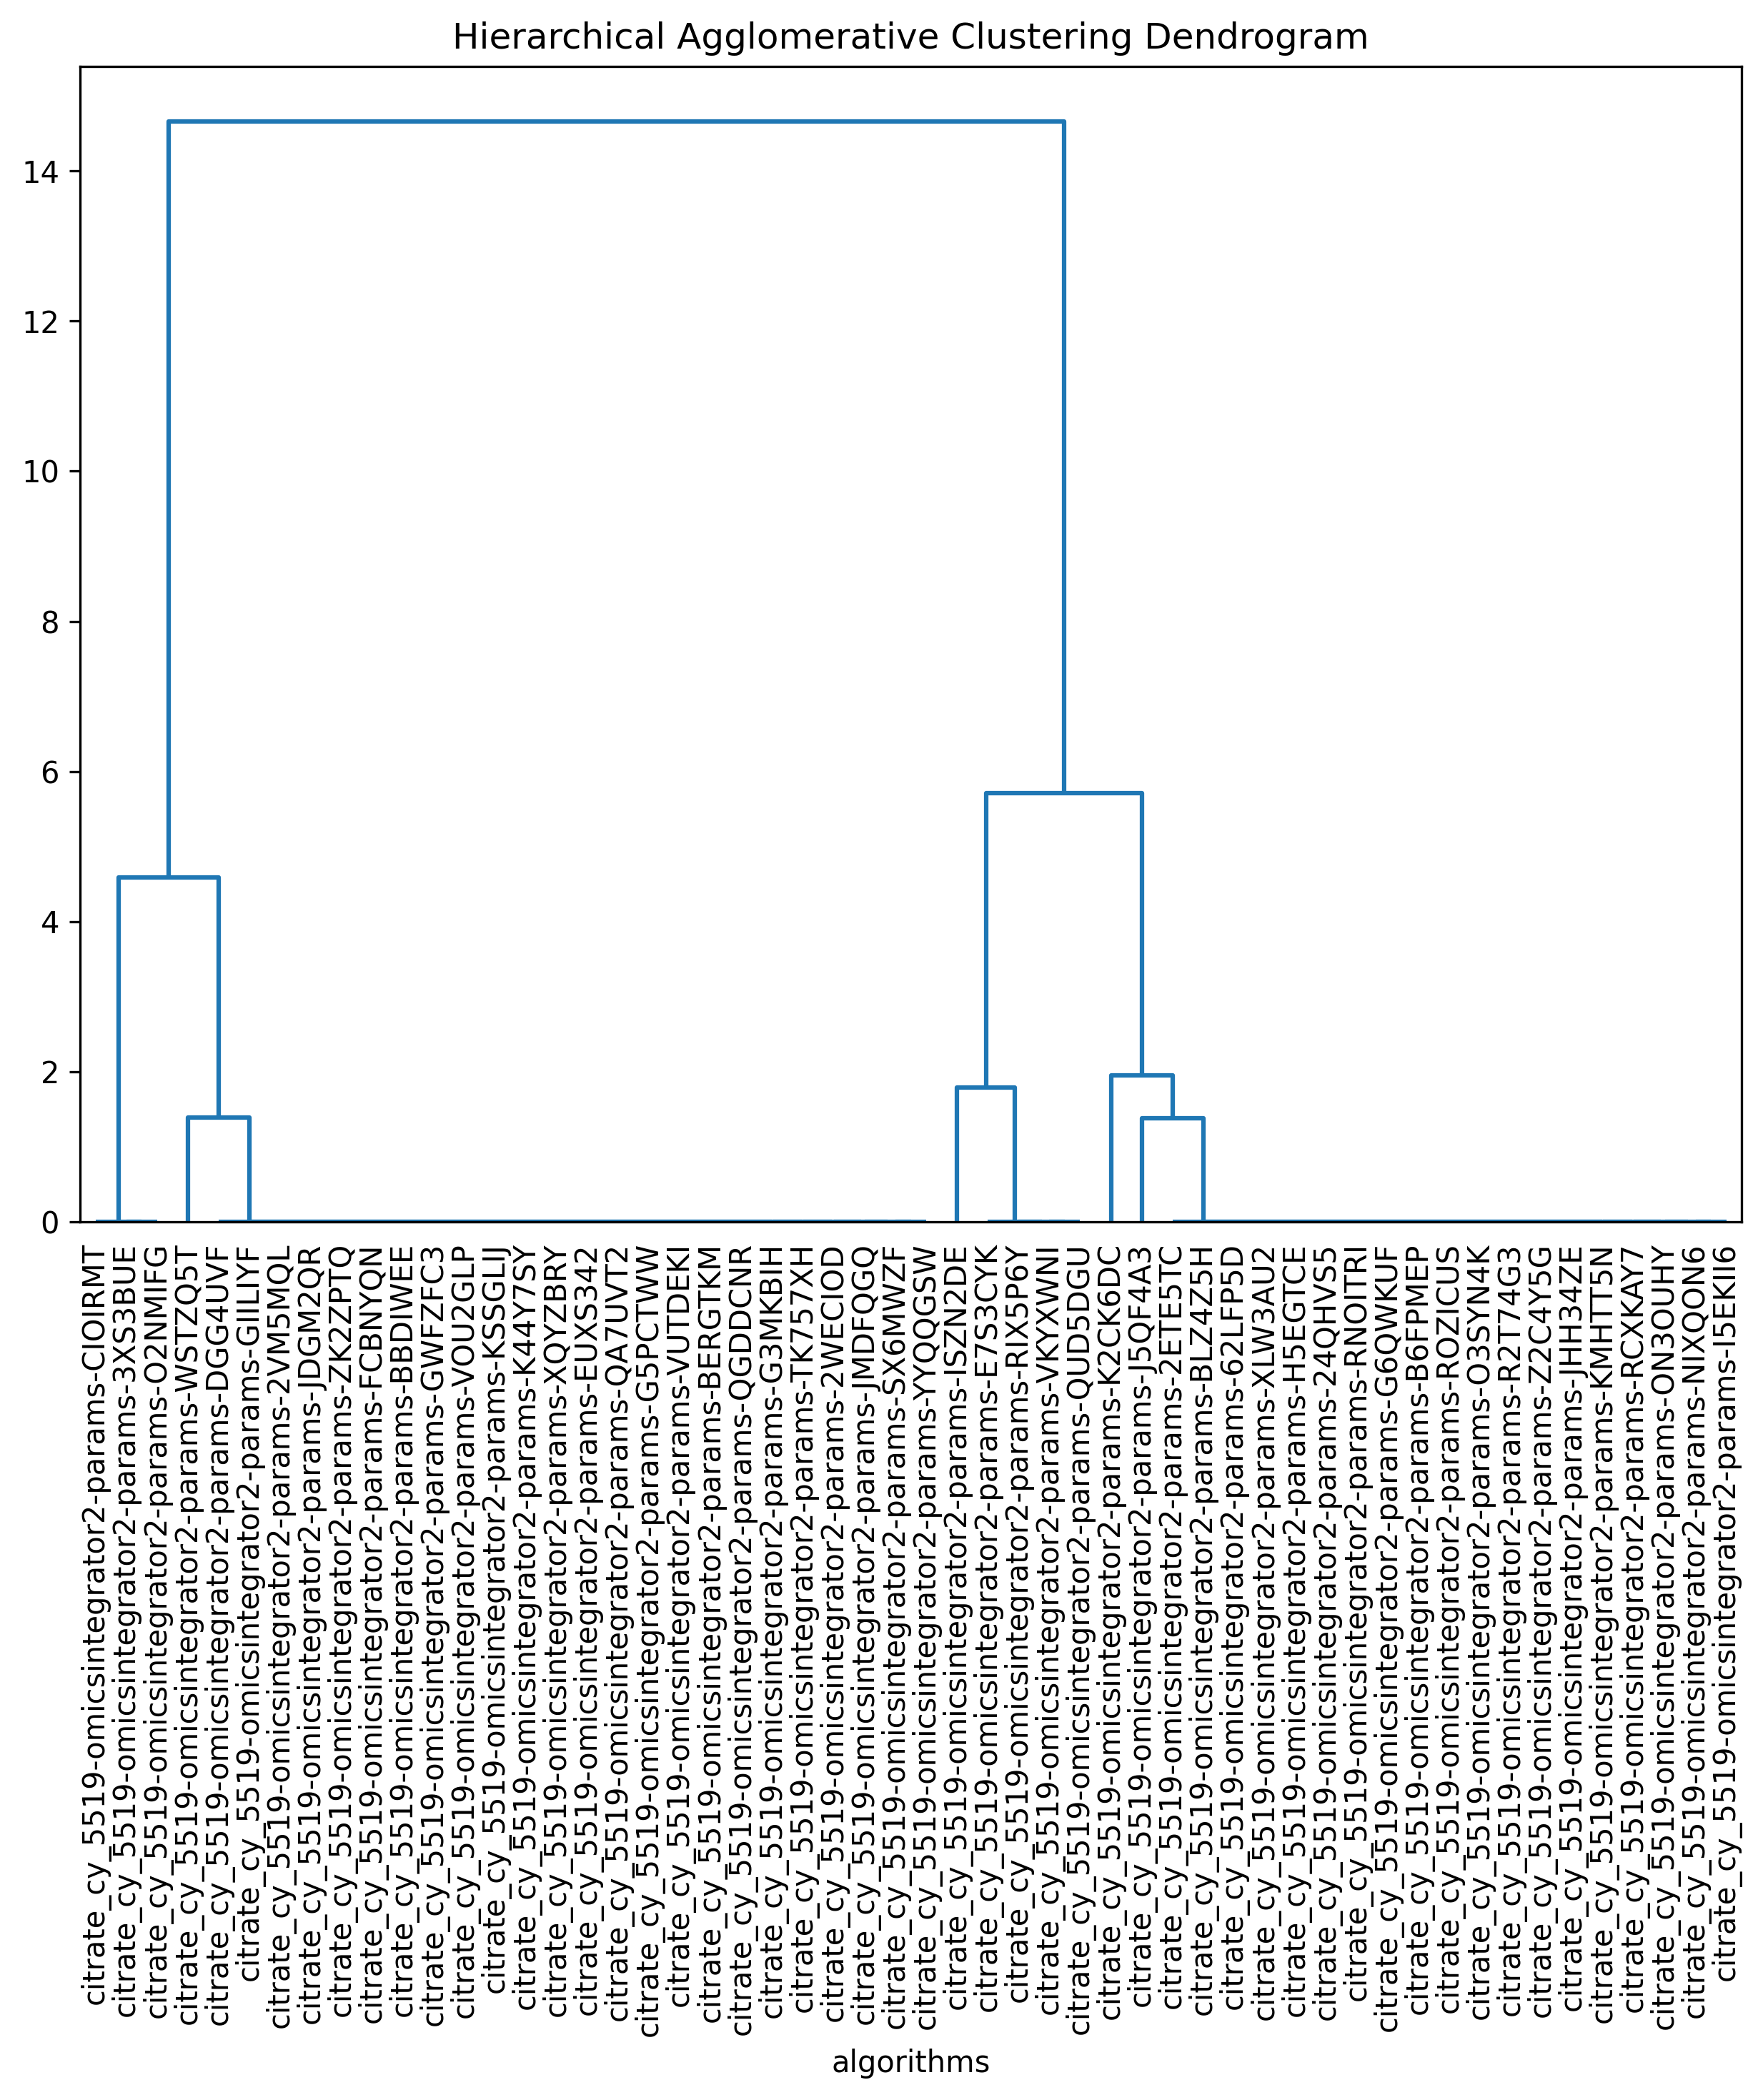 Hierarchical Agglomerative Clustering Dendrogram
14
12
10
8
6
4
2
0
citrate_cy_5519-omicsintegrator2-params-CIOIRMT
citrate_cy_5519-omicsintegrator2-params-3XS3BUE
citrate_cy_5519-omicsintegrator2-params-O2NMIFG
citrate_cy_5519-omicsintegrator2-params-WSTZQ5T
citrate_cy_5519-omicsintegrator2-params-DGG4UVF
citrate_cy_5519-omicsintegrator2-params-GIILIYF
citrate_cy_5519-omicsintegrator2-params-2VM5MQL
citrate_cy_5519-omicsintegrator2-params-JDGM2QR
citrate_cy_5519-omicsintegrator2-params-ZK2ZPTQ
citrate_cy_5519-omicsintegrator2-params-FCBNYQN
citrate_cy_5519-omicsintegrator2-params-BBDIWEE
citrate_cy_5519-omicsintegrator2-params-GWFZFC3
citrate_cy_5519-omicsintegrator2-params-VOU2GLP
citrate_cy_5519-omicsintegrator2-params-KSSGLIJ
citrate_cy_5519-omicsintegrator2-params-K44Y7SY
citrate_cy_5519-omicsintegrator2-params-XQYZBRY
citrate_cy_5519-omicsintegrator2-params-EUXS342
citrate_cy_5519-omicsintegrator2-params-QA7UVT2
citrate_cy_5519-omicsintegrator2-params-G5PCTWW
citrate_cy_5519-omicsintegrator2-params-VUTDEKI
citrate_cy_5519-omicsintegrator2-params-BERGTKM
citrate_cy_5519-omicsintegrator2-params-QGDDCNR
citrate_cy_5519-omicsintegrator2-params-G3MKBIH
citrate_cy_5519-omicsintegrator2-params-TK757XH
citrate_cy_5519-omicsintegrator2-params-2WECIOD
citrate_cy_5519-omicsintegrator2-params-JMDFQGQ
citrate_cy_5519-omicsintegrator2-params-SX6MWZF
citrate_cy_5519-omicsintegrator2-params-YYQQGSW
citrate_cy_5519-omicsintegrator2-params-ISZN2DE
citrate_cy_5519-omicsintegrator2-params-E7S3CYK
citrate_cy_5519-omicsintegrator2-params-RIX5P6Y
citrate_cy_5519-omicsintegrator2-params-VKYXWNI
citrate_cy_5519-omicsintegrator2-params-QUD5DGU
citrate_cy_5519-omicsintegrator2-params-K2CK6DC
citrate_cy_5519-omicsintegrator2-params-J5QF4A3
citrate_cy_5519-omicsintegrator2-params-2ETE5TC
citrate_cy_5519-omicsintegrator2-params-BLZ4Z5H
citrate_cy_5519-omicsintegrator2-params-62LFP5D
citrate_cy_5519-omicsintegrator2-params-XLW3AU2
citrate_cy_5519-omicsintegrator2-params-H5EGTCE
citrate_cy_5519-omicsintegrator2-params-24QHVS5
citrate_cy_5519-omicsintegrator2-params-RNOITRI
citrate_cy_5519-omicsintegrator2-params-G6QWKUF
citrate_cy_5519-omicsintegrator2-params-B6FPMEP
citrate_cy_5519-omicsintegrator2-params-ROZICUS
citrate_cy_5519-omicsintegrator2-params-O3SYN4K
citrate_cy_5519-omicsintegrator2-params-R2T74G3
citrate_cy_5519-omicsintegrator2-params-Z2C4Y5G
citrate_cy_5519-omicsintegrator2-params-JHH34ZE
citrate_cy_5519-omicsintegrator2-params-KMHTT5N
citrate_cy_5519-omicsintegrator2-params-RCXKAY7
citrate_cy_5519-omicsintegrator2-params-ON3OUHY
citrate_cy_5519-omicsintegrator2-params-NIXQON6
citrate_cy_5519-omicsintegrator2-params-I5EKII6
algorithms